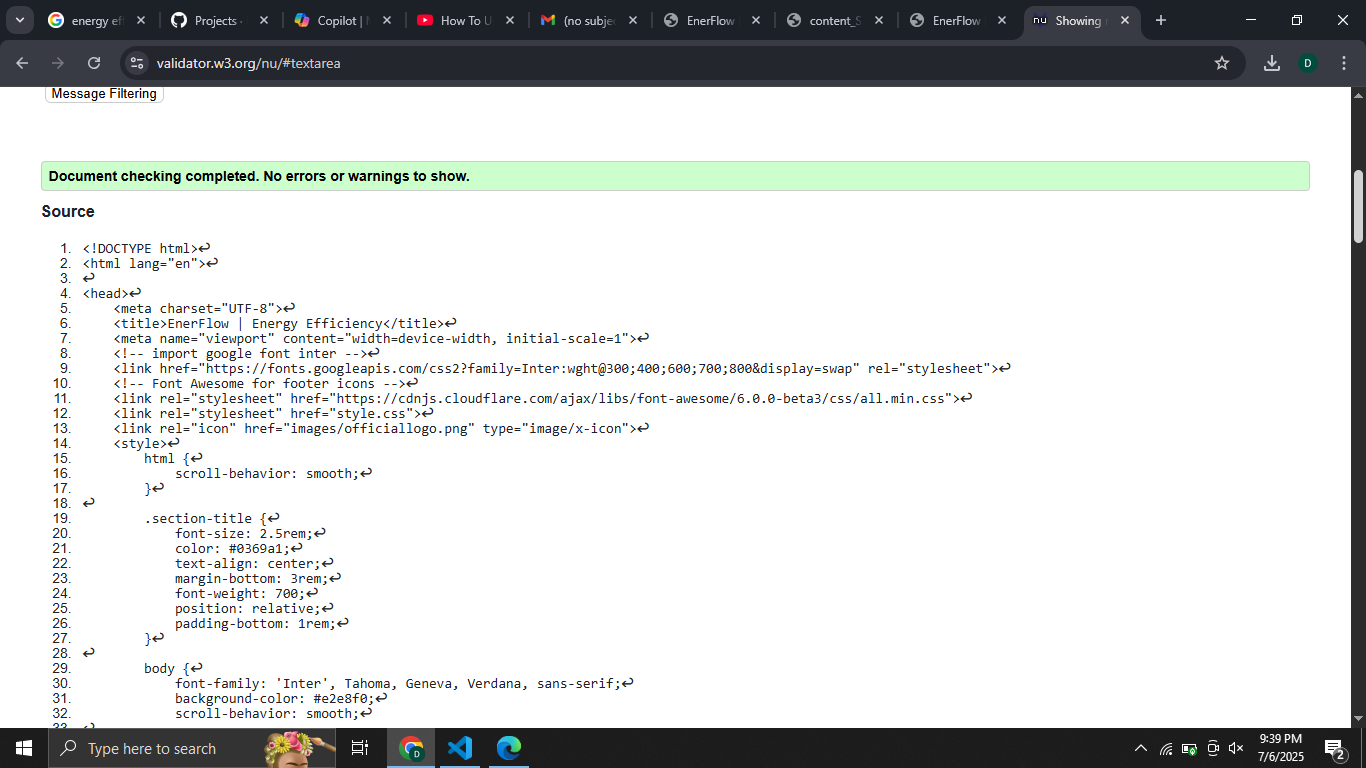 energy ef
Projects -
Copilot | M
How To U
(no subje
EnerFlow
content_S
EnerFlow
nu Showing r
validator.w3.org/nu/#textarea
D
Message Filtering
Document checking completed. No errors or warnings to show.
Source
1. <!DOCTYPE html>↩
2. <html lang="en">↩
3. ↩
4. <head>↩
5.     <meta charset="UTF-8">↩
6.     <title>EnerFlow | Energy Efficiency</title>↩
7.     <meta name="viewport" content="width=device-width, initial-scale=1">↩
8.     <!-- import google font inter -->↩
9.     <link href="https://fonts.googleapis.com/css2?family=Inter:wght@300;400;600;700;800&display=swap" rel="stylesheet">↩
10.     <!-- Font Awesome for footer icons -->↩
11.     <link rel="stylesheet" href="https://cdnjs.cloudflare.com/ajax/libs/font-awesome/6.0.0-beta3/css/all.min.css">↩
12.     <link rel="stylesheet" href="style.css">↩
13.     <link rel="icon" href="images/officiallogo.png" type="image/x-icon">↩
14.     <style>↩
15.         html {↩
16.             scroll-behavior: smooth;↩
17.         }↩
18. ↩
19.         .section-title {↩
20.             font-size: 2.5rem;↩
21.             color: #0369a1;↩
22.             text-align: center;↩
23.             margin-bottom: 3rem;↩
24.             font-weight: 700;↩
25.             position: relative;↩
26.             padding-bottom: 1rem;↩
27.         }↩
28. ↩
29.         body {↩
30.             font-family: 'Inter', Tahoma, Geneva, Verdana, sans-serif;↩
31.             background-color: #e2e8f0;↩
32.             scroll-behavior: smooth;↩
33. ↩
Type here to search
D
9:39 PM
7/6/2025
2